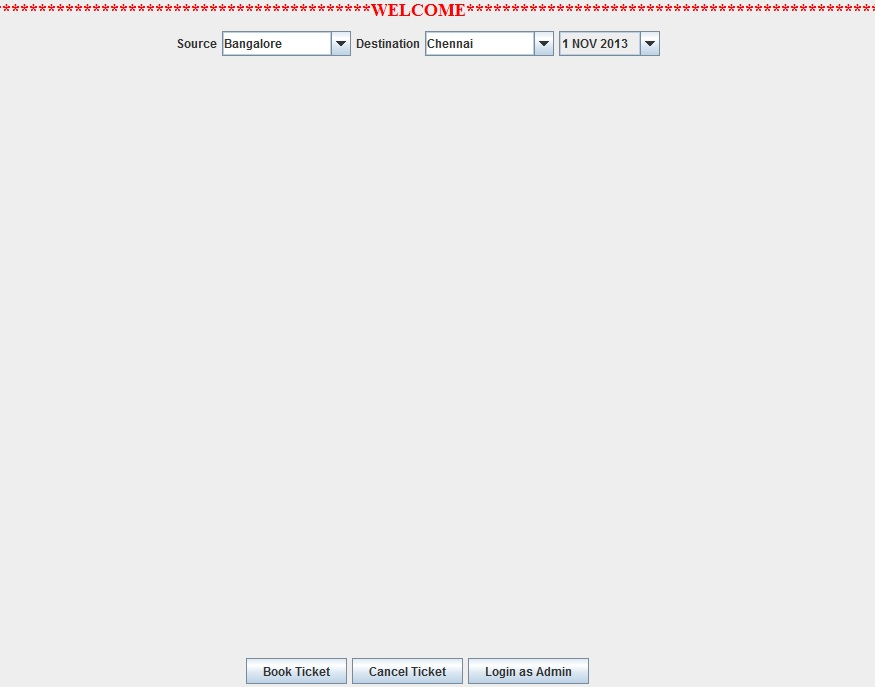 ******************************************WELCOME**********************************************
Source Bangalore Destination Chennai 1 NOV 2013
Book Ticket Cancel Ticket Login as Admin